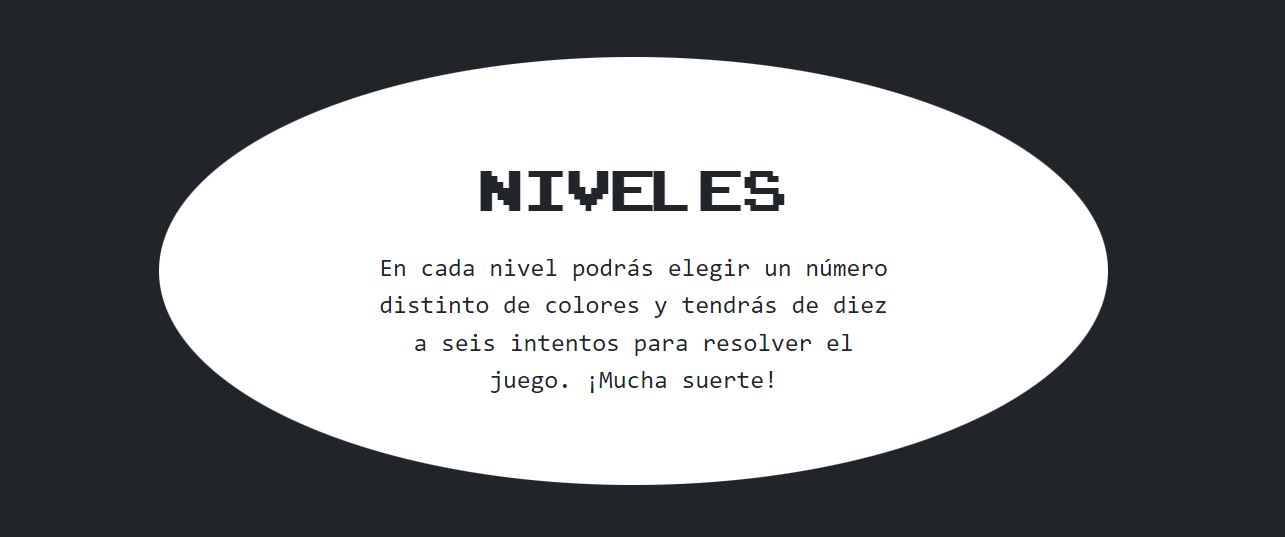 NIVELES
En cada nivel podrás elegir un número
distinto de colores y tendrás de diez
a seis intentos para resolver el
juego. ¡Mucha suerte!